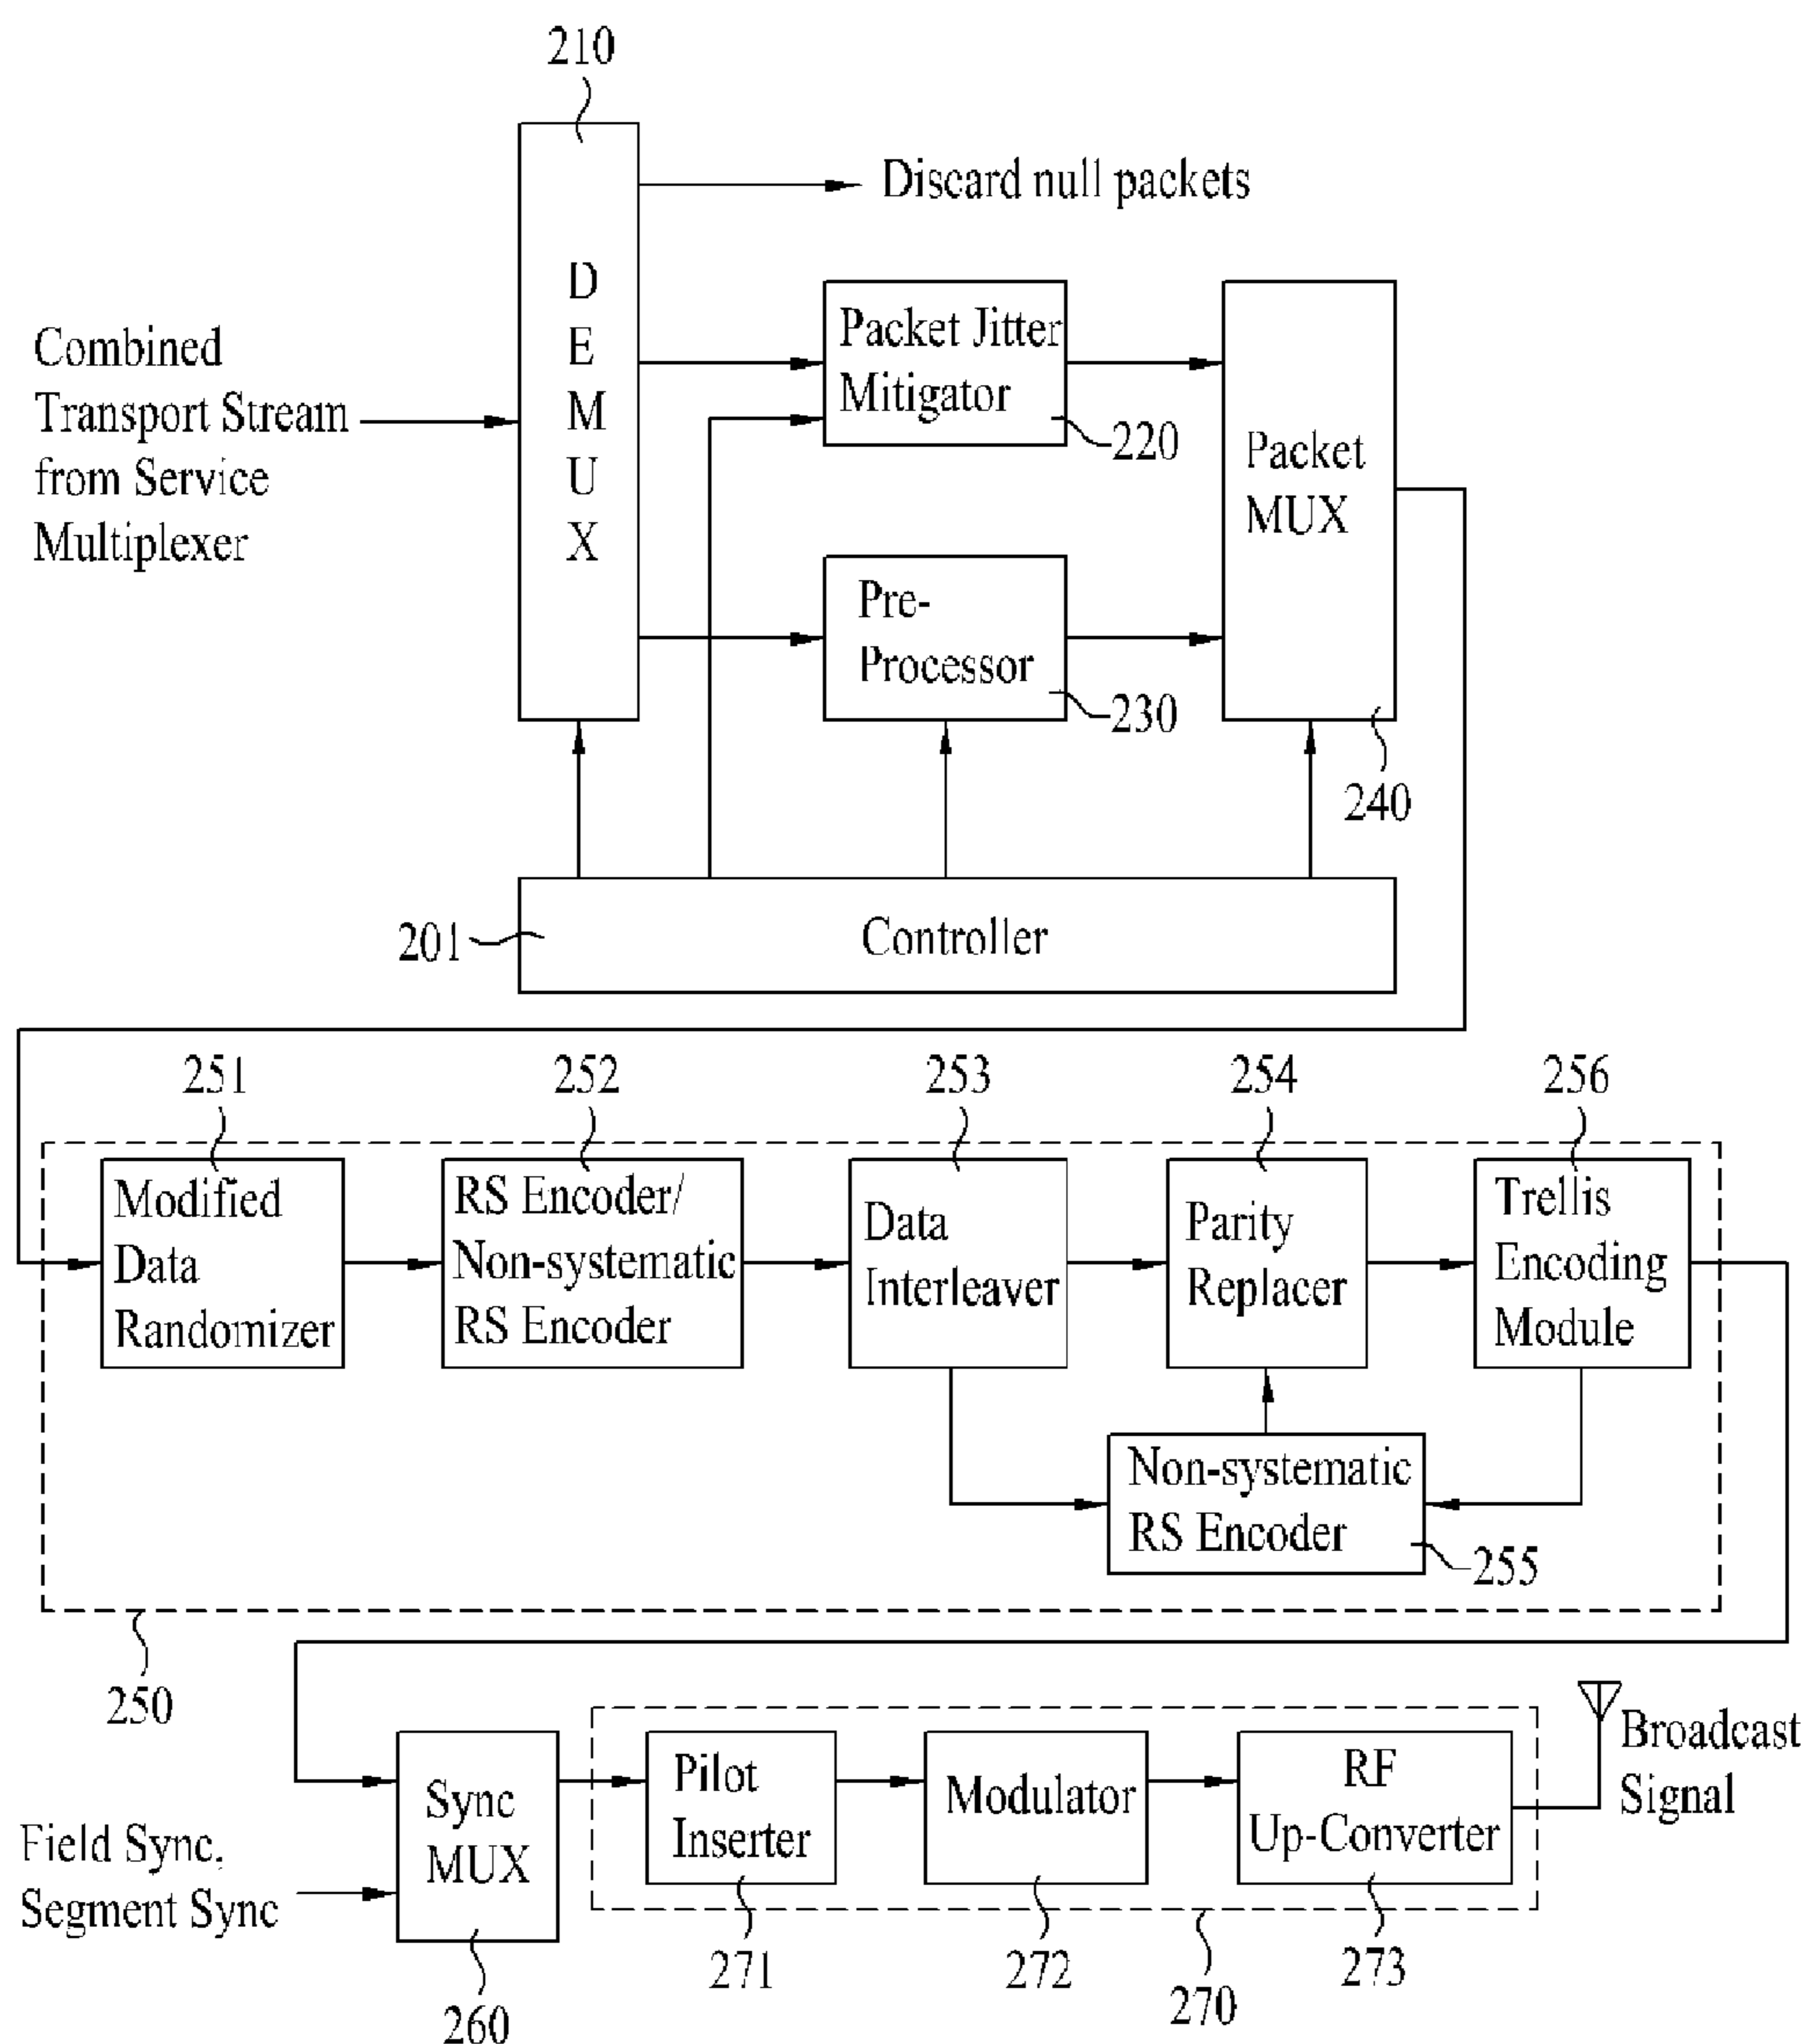 210
Discard null packets
D
E
M
U
X
Combined
Transport Stream
from Service
Multiplexer
Packet Jitter
Mitigator
220
Packet
MUX
Pre-
Processor
230
240
201
Controller
251
252
253
254
256
Modified
Data
Randomizer
RS Encoder/
Non-systematic
RS Encoder
Data
Interleaver
Parity
Replacer
Trellis
Encoding
Module
Non-systematic
RS Encoder
255
250
Sync
MUX
Pilot
Inserter
Modulator
RF
Up-Converter
Broadcast
Signal
Field Sync,
Segment Sync
260
271
272
270
273